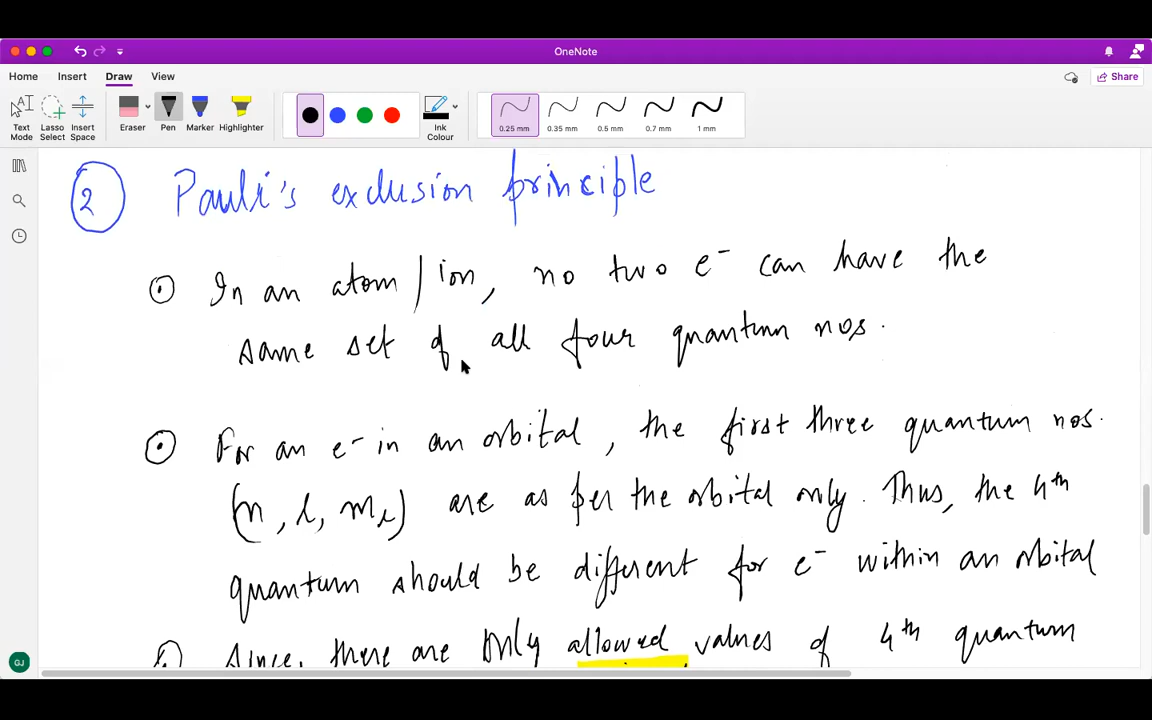 OneNote
Home Insert Draw View
Share
Text Mode
Lasso Select
Insert Space
Eraser
Pen
Marker
Highlighter
Ink Colour
0.25 mm
0.35 mm
0.5 mm
0.7 mm
1 mm
2 Pauli's exclusion principle
In an atom/ion, no two e⁻ can have the
same set of all four quantum nos.
For an e⁻ in an orbital, the first three quantum nos.
(n, l, mₗ) are as per the orbital only. Thus, the 4th
quantum should be different for e⁻ within an orbital
Since, there are only allowed values of 4th quantum
GJ